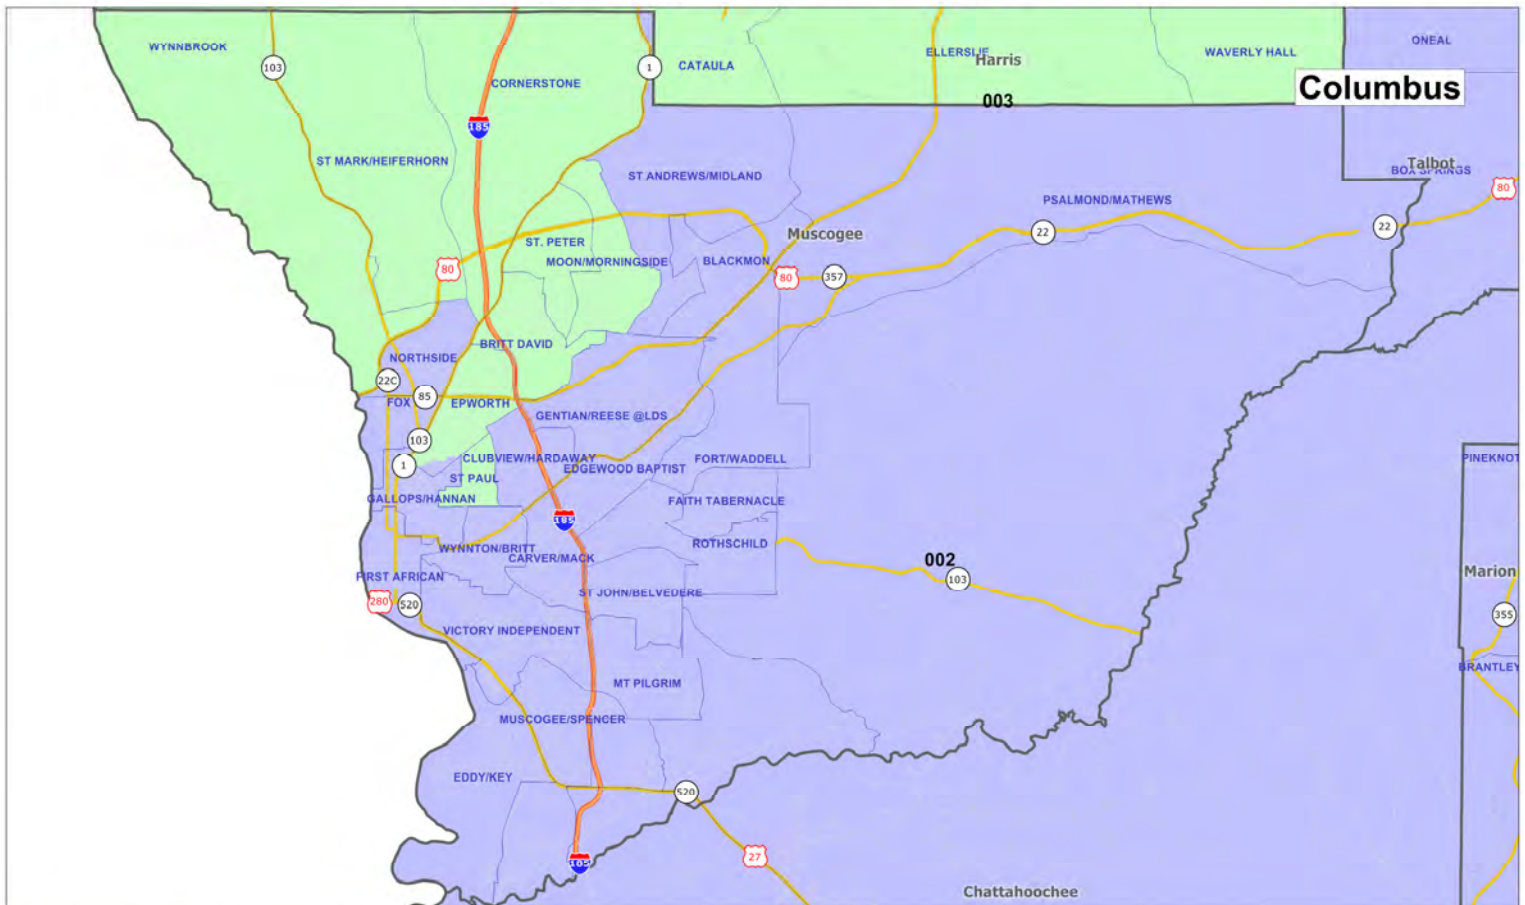 ONEAL
WYNNBROOK
ELLERSLIE
WAVERLY HALL
Harris
103
1
CATAULA
CORNERSTONE
Columbus
003
185
ST MARK/HEIFERHORN
Talbot
BOX SPRINGS
ST ANDREWS/MIDLAND
80
PSALMOND/MATHEWS
22
22
Muscogee
ST. PETER
MOON/MORNINGSIDE
BLACKMON
80
80
357
BRITT DAVID
NORTHSIDE
22C
85
FOX
EPWORTH
GENTIAN/REESE @LDS
103
CLUBVIEW/HARDAWAY
FORT/WADDELL
PINEKNOT
1
EDGEWOOD BAPTIST
ST PAUL
GALLOPS/HANNAN
FAITH TABERNACLE
185
ROTHSCHILD
WYNNTON/BRITT
CARVER/MACK
002
103
Marion
FIRST AFRICAN
ST JOHN/BELVEDERE
280
520
355
VICTORY INDEPENDENT
BRANTLEY
MT PILGRIM
MUSCOGEE/SPENCER
EDDY/KEY
520
27
Chattahoochee